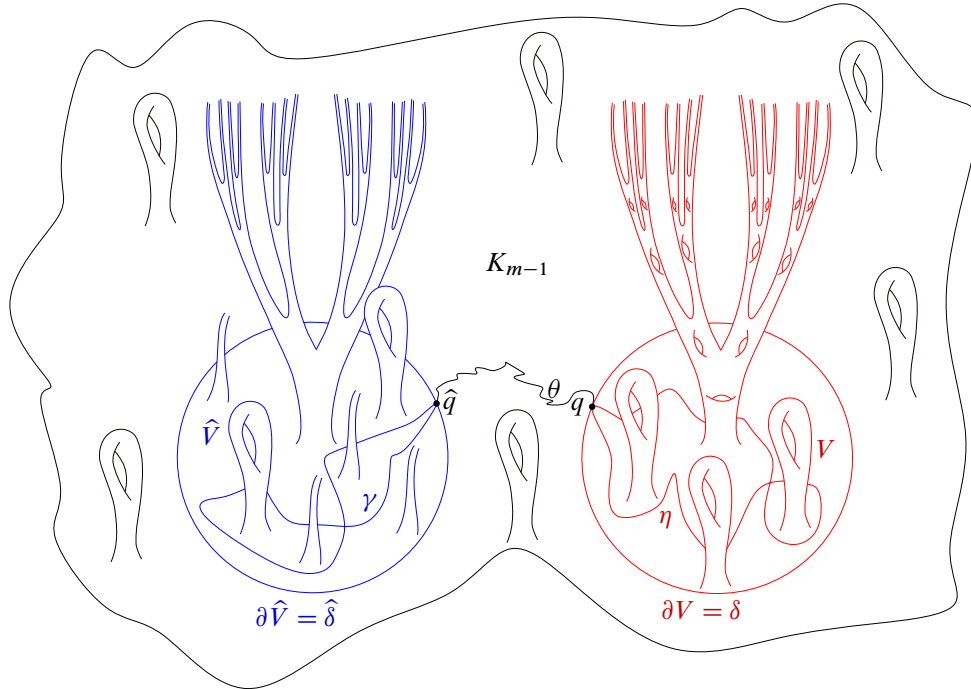 K_{m−1}
θ
q̂ q
V̂ V
γ η
∂V̂ = δ̂ ∂V = δ